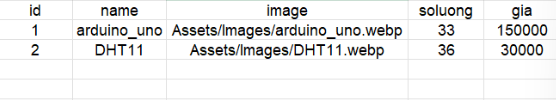 id name image soluong gia
1 arduino_uno Assets/Images/arduino_uno.webp 33 150000
2 DHT11 Assets/Images/DHT11.webp 36 30000